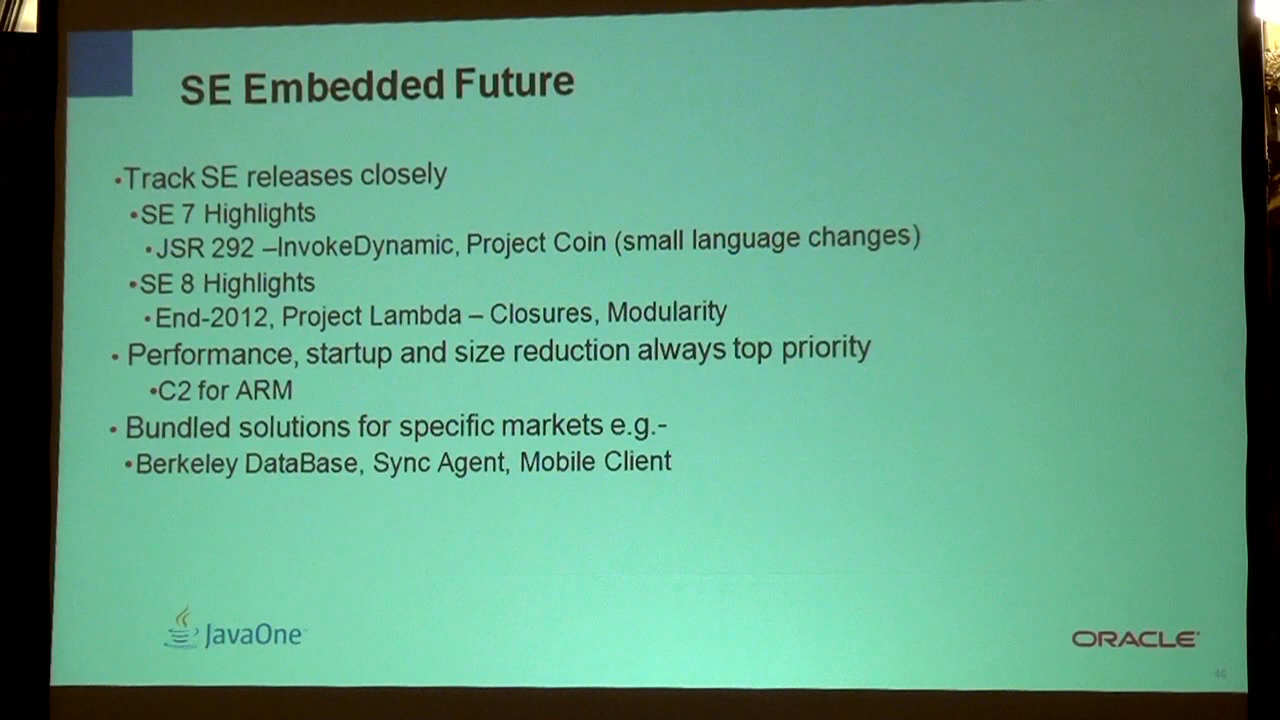 SE Embedded Future
•Track SE releases closely
•SE 7 Highlights
•JSR 292 –InvokeDynamic, Project Coin (small language changes)
•SE 8 Highlights
•End-2012, Project Lambda – Closures, Modularity
• Performance, startup and size reduction always top priority
•C2 for ARM
• Bundled solutions for specific markets e.g.-
•Berkeley DataBase, Sync Agent, Mobile Client
JavaOne
ORACLE
46